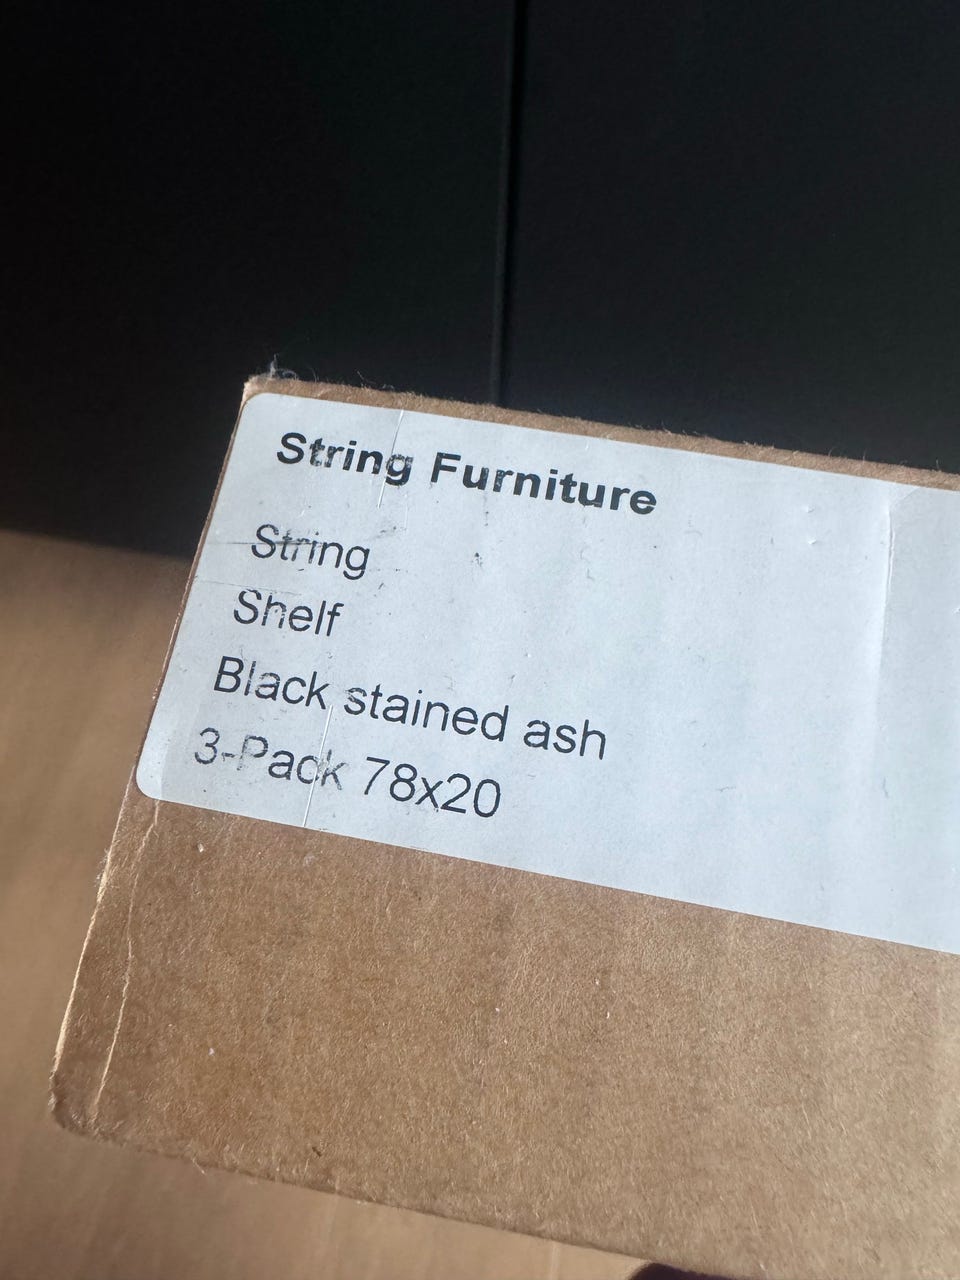 String Furniture
String
Shelf
Black stained ash
3-Pack 78x20